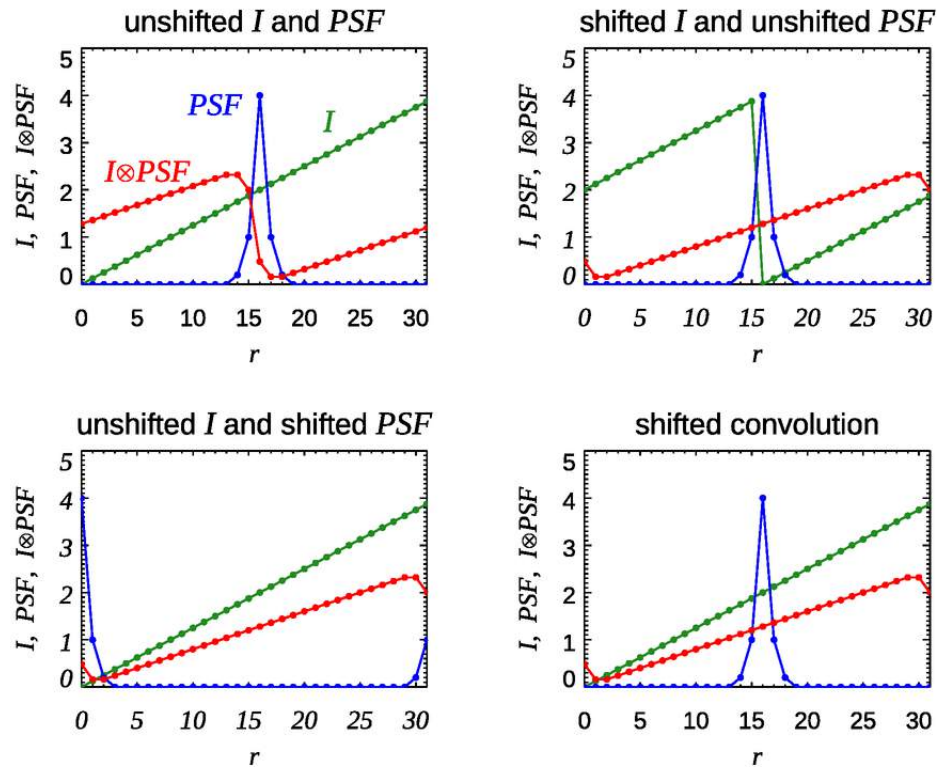 unshifted I and PSF
I, PSF, I⊗PSF
5
4
3
2
1
0
PSF
I
I⊗PSF
0 5 10 15 20 25 30
r
shifted I and unshifted PSF
I, PSF, I⊗PSF
5
4
3
2
1
0
0 5 10 15 20 25 30
r
unshifted I and shifted PSF
I, PSF, I⊗PSF
5
4
3
2
1
0
0 5 10 15 20 25 30
r
shifted convolution
I, PSF, I⊗PSF
5
4
3
2
1
0
0 5 10 15 20 25 30
r